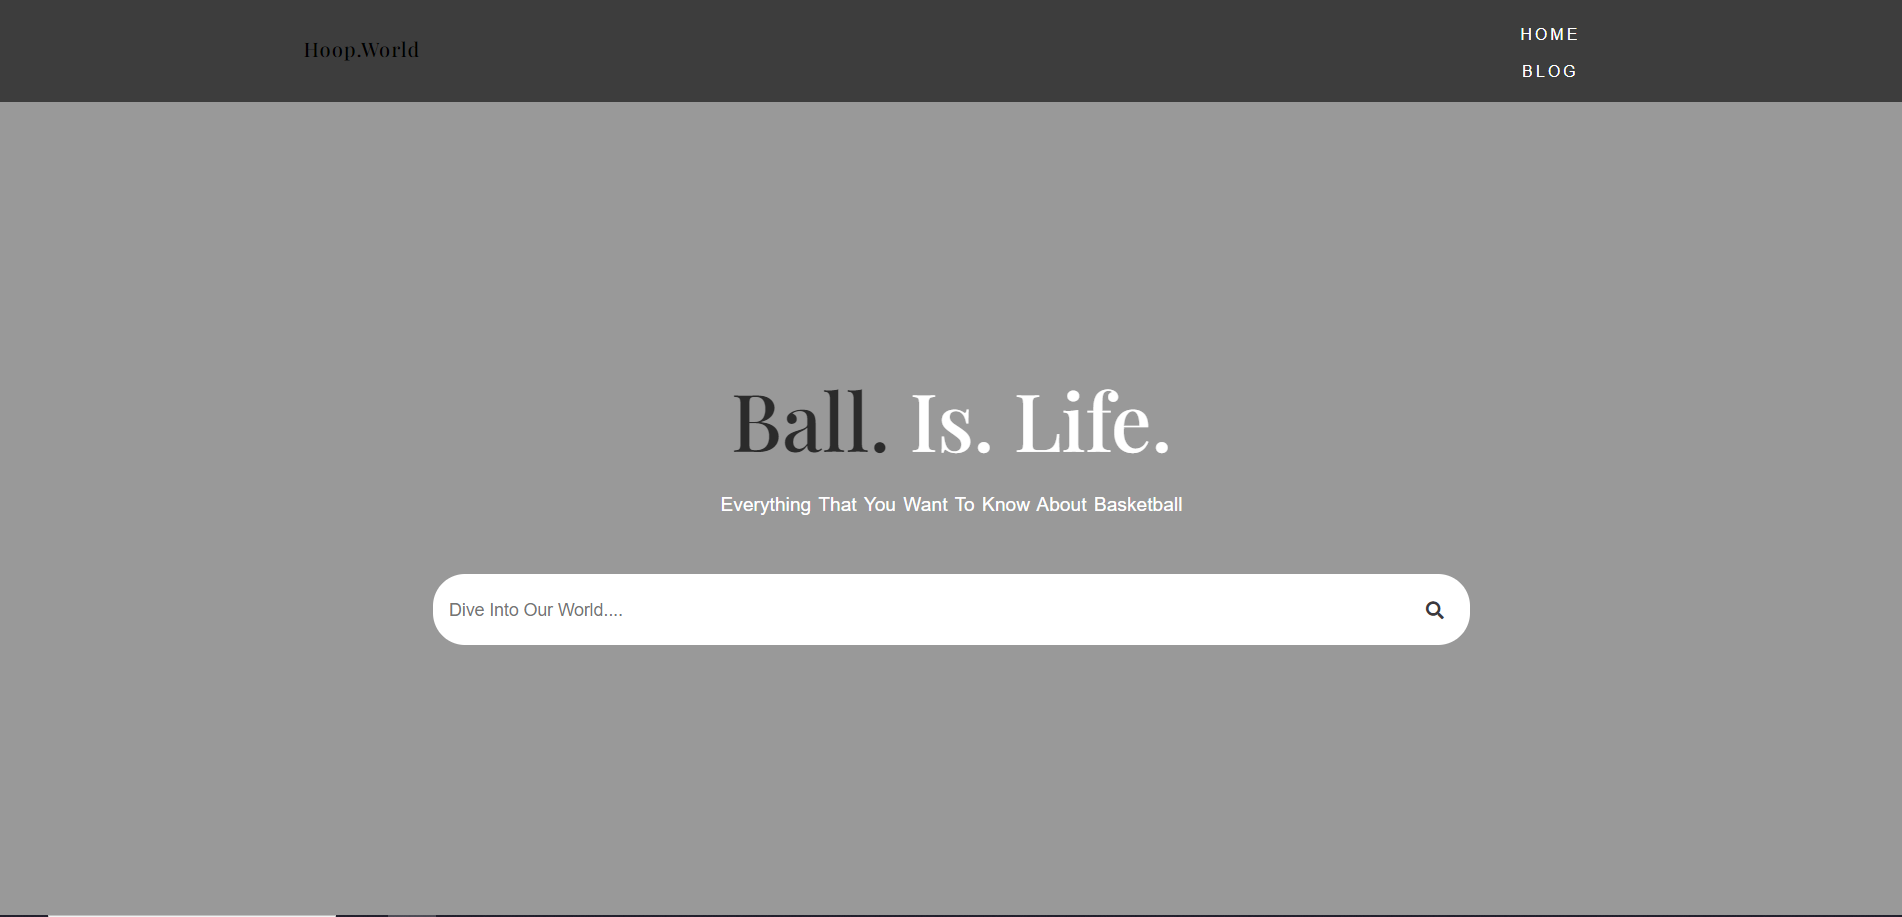 Hoop.World
HOME
BLOG
Ball. Is. Life.
Everything That You Want To Know About Basketball
Dive Into Our World....